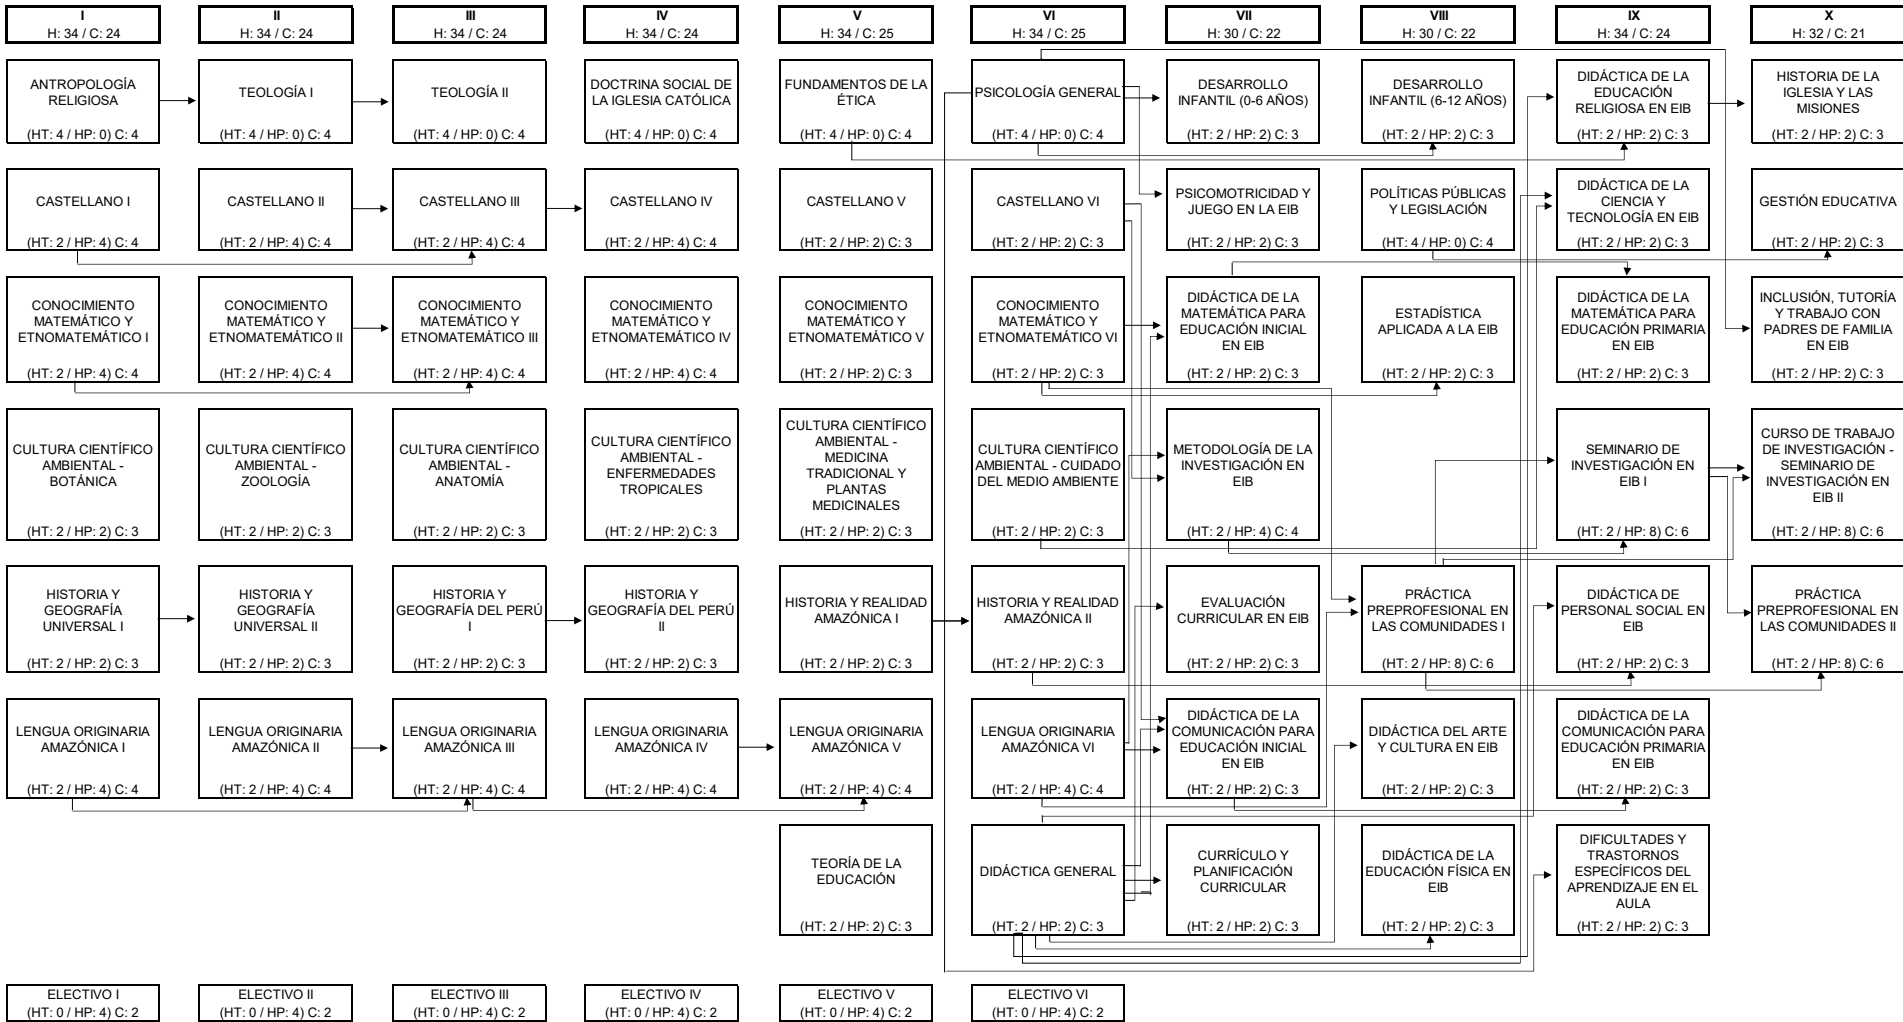 I
H: 34 / C: 24
II
H: 34 / C: 24
III
H: 34 / C: 24
IV
H: 34 / C: 24
V
H: 34 / C: 25
VI
H: 34 / C: 25
VII
H: 30 / C: 22
VIII
H: 30 / C: 22
IX
H: 34 / C: 24
X
H: 32 / C: 21
ANTROPOLOGÍA
RELIGIOSA
(HT: 4 / HP: 0) C: 4
TEOLOGÍA I
(HT: 4 / HP: 0) C: 4
TEOLOGÍA II
(HT: 4 / HP: 0) C: 4
DOCTRINA SOCIAL DE
LA IGLESIA CATÓLICA
(HT: 4 / HP: 0) C: 4
FUNDAMENTOS DE LA
ÉTICA
(HT: 4 / HP: 0) C: 4
PSICOLOGÍA GENERAL
(HT: 4 / HP: 0) C: 4
DESARROLLO
INFANTIL (0-6 AÑOS)
(HT: 2 / HP: 2) C: 3
DESARROLLO
INFANTIL (6-12 AÑOS)
(HT: 2 / HP: 2) C: 3
DIDÁCTICA DE LA
EDUCACIÓN
RELIGIOSA EN EIB
(HT: 2 / HP: 2) C: 3
HISTORIA DE LA
IGLESIA Y LAS
MISIONES
(HT: 2 / HP: 2) C: 3
CASTELLANO I
(HT: 2 / HP: 4) C: 4
CASTELLANO II
(HT: 2 / HP: 4) C: 4
CASTELLANO III
(HT: 2 / HP: 4) C: 4
CASTELLANO IV
(HT: 2 / HP: 4) C: 4
CASTELLANO V
(HT: 2 / HP: 2) C: 3
CASTELLANO VI
(HT: 2 / HP: 2) C: 3
PSICOMOTRICIDAD Y
JUEGO EN LA EIB
(HT: 2 / HP: 2) C: 3
POLÍTICAS PÚBLICAS
Y LEGISLACIÓN
(HT: 4 / HP: 0) C: 4
DIDÁCTICA DE LA
CIENCIA Y
TECNOLOGÍA EN EIB
(HT: 2 / HP: 2) C: 3
GESTIÓN EDUCATIVA
(HT: 2 / HP: 2) C: 3
CONOCIMIENTO
MATEMÁTICO Y
ETNOMATEMÁTICO I
(HT: 2 / HP: 4) C: 4
CONOCIMIENTO
MATEMÁTICO Y
ETNOMATEMÁTICO II
(HT: 2 / HP: 4) C: 4
CONOCIMIENTO
MATEMÁTICO Y
ETNOMATEMÁTICO III
(HT: 2 / HP: 4) C: 4
CONOCIMIENTO
MATEMÁTICO Y
ETNOMATEMÁTICO IV
(HT: 2 / HP: 4) C: 4
CONOCIMIENTO
MATEMÁTICO Y
ETNOMATEMÁTICO V
(HT: 2 / HP: 2) C: 3
CONOCIMIENTO
MATEMÁTICO Y
ETNOMATEMÁTICO VI
(HT: 2 / HP: 2) C: 3
DIDÁCTICA DE LA
MATEMÁTICA PARA
EDUCACIÓN INICIAL
EN EIB
(HT: 2 / HP: 2) C: 3
ESTADÍSTICA
APLICADA A LA EIB
(HT: 2 / HP: 2) C: 3
DIDÁCTICA DE LA
MATEMÁTICA PARA
EDUCACIÓN PRIMARIA
EN EIB
(HT: 2 / HP: 2) C: 3
INCLUSIÓN, TUTORÍA
Y TRABAJO CON
PADRES DE FAMILIA
EN EIB
(HT: 2 / HP: 2) C: 3
CULTURA CIENTÍFICO
AMBIENTAL -
BOTÁNICA
(HT: 2 / HP: 2) C: 3
CULTURA CIENTÍFICO
AMBIENTAL -
ZOOLOGÍA
(HT: 2 / HP: 2) C: 3
CULTURA CIENTÍFICO
AMBIENTAL -
ANATOMÍA
(HT: 2 / HP: 2) C: 3
CULTURA CIENTÍFICO
AMBIENTAL -
ENFERMEDADES
TROPICALES
(HT: 2 / HP: 2) C: 3
CULTURA CIENTÍFICO
AMBIENTAL -
MEDICINA
TRADICIONAL Y
PLANTAS
MEDICINALES
(HT: 2 / HP: 2) C: 3
CULTURA CIENTÍFICO
AMBIENTAL - CUIDADO
DEL MEDIO AMBIENTE
(HT: 2 / HP: 2) C: 3
METODOLOGÍA DE LA
INVESTIGACIÓN EN
EIB
(HT: 2 / HP: 4) C: 4
SEMINARIO DE
INVESTIGACIÓN EN
EIB I
(HT: 2 / HP: 8) C: 6
CURSO DE TRABAJO
DE INVESTIGACIÓN -
SEMINARIO DE
INVESTIGACIÓN EN
EIB II
(HT: 2 / HP: 8) C: 6
HISTORIA Y
GEOGRAFÍA
UNIVERSAL I
(HT: 2 / HP: 2) C: 3
HISTORIA Y
GEOGRAFÍA
UNIVERSAL II
(HT: 2 / HP: 2) C: 3
HISTORIA Y
GEOGRAFÍA DEL PERÚ
I
(HT: 2 / HP: 2) C: 3
HISTORIA Y
GEOGRAFÍA DEL PERÚ
II
(HT: 2 / HP: 2) C: 3
HISTORIA Y REALIDAD
AMAZÓNICA I
(HT: 2 / HP: 2) C: 3
HISTORIA Y REALIDAD
AMAZÓNICA II
(HT: 2 / HP: 2) C: 3
EVALUACIÓN
CURRICULAR EN EIB
(HT: 2 / HP: 2) C: 3
PRÁCTICA
PREPROFESIONAL EN
LAS COMUNIDADES I
(HT: 2 / HP: 8) C: 6
DIDÁCTICA DE
PERSONAL SOCIAL EN
EIB
(HT: 2 / HP: 2) C: 3
PRÁCTICA
PREPROFESIONAL EN
LAS COMUNIDADES II
(HT: 2 / HP: 8) C: 6
LENGUA ORIGINARIA
AMAZÓNICA I
(HT: 2 / HP: 4) C: 4
LENGUA ORIGINARIA
AMAZÓNICA II
(HT: 2 / HP: 4) C: 4
LENGUA ORIGINARIA
AMAZÓNICA III
(HT: 2 / HP: 4) C: 4
LENGUA ORIGINARIA
AMAZÓNICA IV
(HT: 2 / HP: 4) C: 4
LENGUA ORIGINARIA
AMAZÓNICA V
(HT: 2 / HP: 4) C: 4
LENGUA ORIGINARIA
AMAZÓNICA VI
(HT: 2 / HP: 4) C: 4
DIDÁCTICA DE LA
COMUNICACIÓN PARA
EDUCACIÓN INICIAL
EN EIB
(HT: 2 / HP: 2) C: 3
DIDÁCTICA DEL ARTE
Y CULTURA EN EIB
(HT: 2 / HP: 2) C: 3
DIDÁCTICA DE LA
COMUNICACIÓN PARA
EDUCACIÓN PRIMARIA
EN EIB
(HT: 2 / HP: 2) C: 3
TEORÍA DE LA
EDUCACIÓN
(HT: 2 / HP: 2) C: 3
DIDÁCTICA GENERAL
(HT: 2 / HP: 2) C: 3
CURRÍCULO Y
PLANIFICACIÓN
CURRICULAR
(HT: 2 / HP: 2) C: 3
DIDÁCTICA DE LA
EDUCACIÓN FÍSICA EN
EIB
(HT: 2 / HP: 2) C: 3
DIFICULTADES Y
TRASTORNOS
ESPECÍFICOS DEL
APRENDIZAJE EN EL
AULA
(HT: 2 / HP: 2) C: 3
ELECTIVO I
(HT: 0 / HP: 4) C: 2
ELECTIVO II
(HT: 0 / HP: 4) C: 2
ELECTIVO III
(HT: 0 / HP: 4) C: 2
ELECTIVO IV
(HT: 0 / HP: 4) C: 2
ELECTIVO V
(HT: 0 / HP: 4) C: 2
ELECTIVO VI
(HT: 0 / HP: 4) C: 2